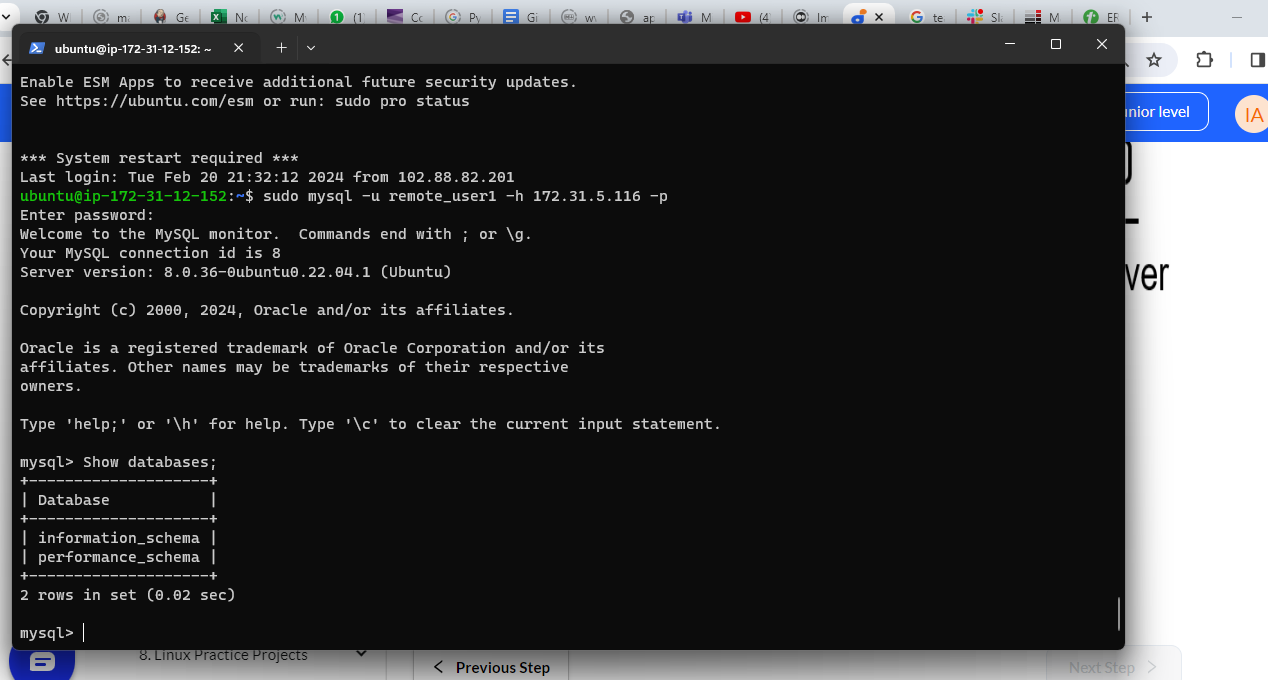 W
ma
Ge
Nc
M
(1
Cc
Py
Gi
wv
ap
M
(4
Im
te
Sl
M
EF
ubuntu@ip-172-31-12-152: ~
Enable ESM Apps to receive additional future security updates.
See https://ubuntu.com/esm or run: sudo pro status
nior level
IA
*** System restart required ***
Last login: Tue Feb 20 21:32:12 2024 from 102.88.82.201
ubuntu@ip-172-31-12-152:~$ sudo mysql -u remote_user1 -h 172.31.5.116 -p
Enter password:
Welcome to the MySQL monitor.  Commands end with ; or \g.
Your MySQL connection id is 8
Server version: 8.0.36-0ubuntu0.22.04.1 (Ubuntu)
ver
Copyright (c) 2000, 2024, Oracle and/or its affiliates.
Oracle is a registered trademark of Oracle Corporation and/or its
affiliates. Other names may be trademarks of their respective
owners.
Type 'help;' or '\h' for help. Type '\c' to clear the current input statement.
mysql> Show databases;
+--------------------+
| Database           |
+--------------------+
| information_schema |
| performance_schema |
+--------------------+
2 rows in set (0.02 sec)
mysql>
8. Linux Practice Projects
Previous Step
Next Step